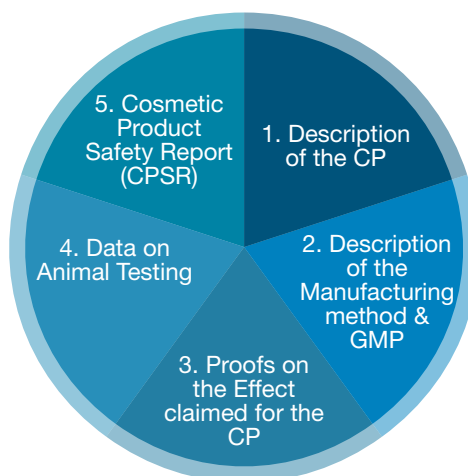 1. Description
of the CP
2. Description
of the
Manufacturing
method &
GMP
3. Proofs on
the Effect
claimed for the
CP
4. Data on
Animal Testing
5. Cosmetic
Product
Safety Report
(CPSR)